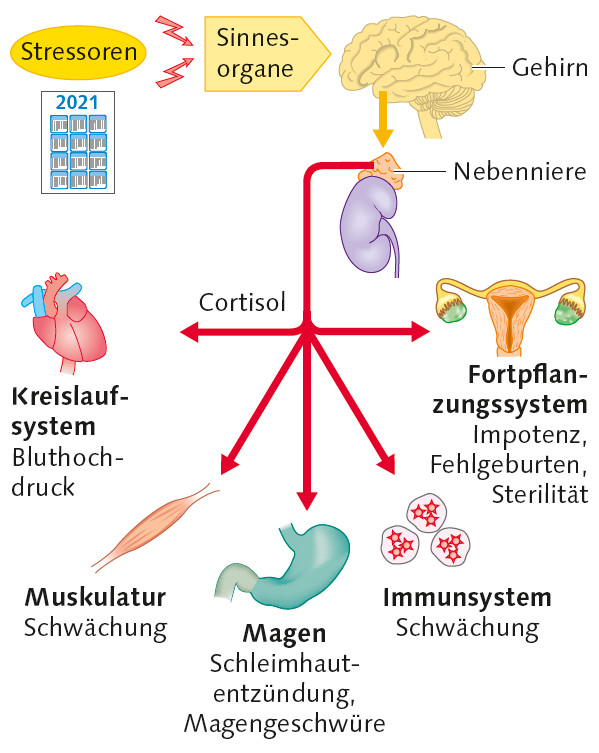 Stressoren
Sinnes-
organe
Gehirn
2021
Nebenniere
Cortisol
Kreislauf-
system
Bluthoch-
druck
Fortpflan-
zungssystem
Impotenz,
Fehlgeburten,
Sterilität
Muskulatur
Schwächung
Magen
Schleimhaut-
entzündung,
Magengeschwüre
Immunsystem
Schwächung